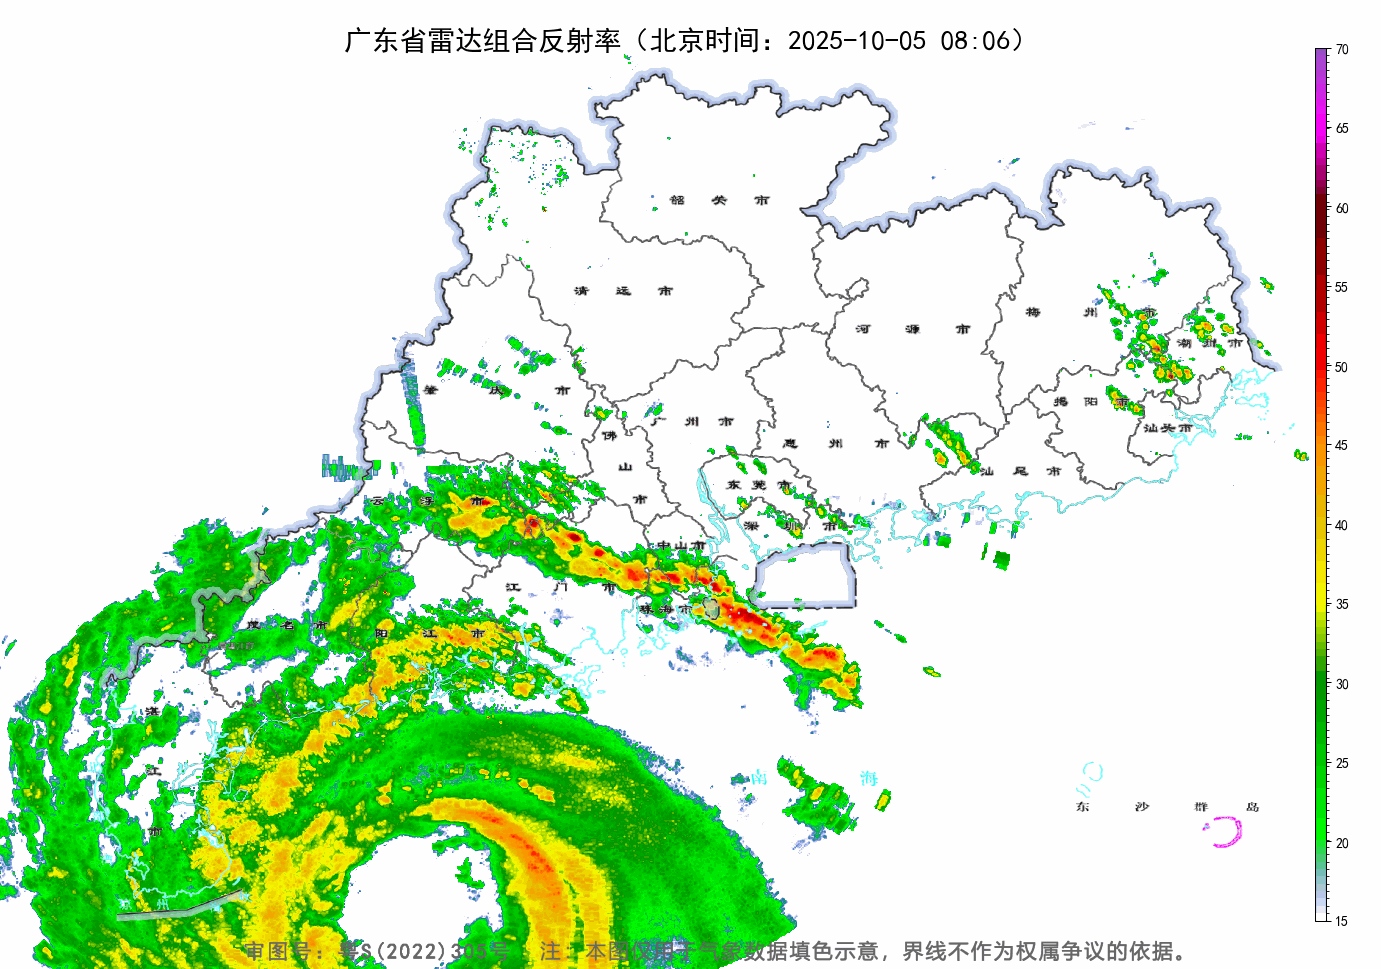 广东省雷达组合反射率（北京时间：2025-10-05 08:06）
70
65
60
55
50
45
40
35
30
25
20
15
韶 关 市
清 远 市
河 源 市
梅 州 市
潮 州 市
肇 庆 市
揭 阳 市
汕头市
广 州 市
佛 山 市
惠 州 市
汕 尾 市
东 莞 市
云 浮 市
深 圳 市
中山市
江 门 市
珠海市
茂 名 市
阳 江 市
湛 江 市
南 海
东 沙 群 岛
琼 州
审图号：粤S(2022)305号 注：本图仅用于气象数据填色示意，界线不作为权属争议的依据。